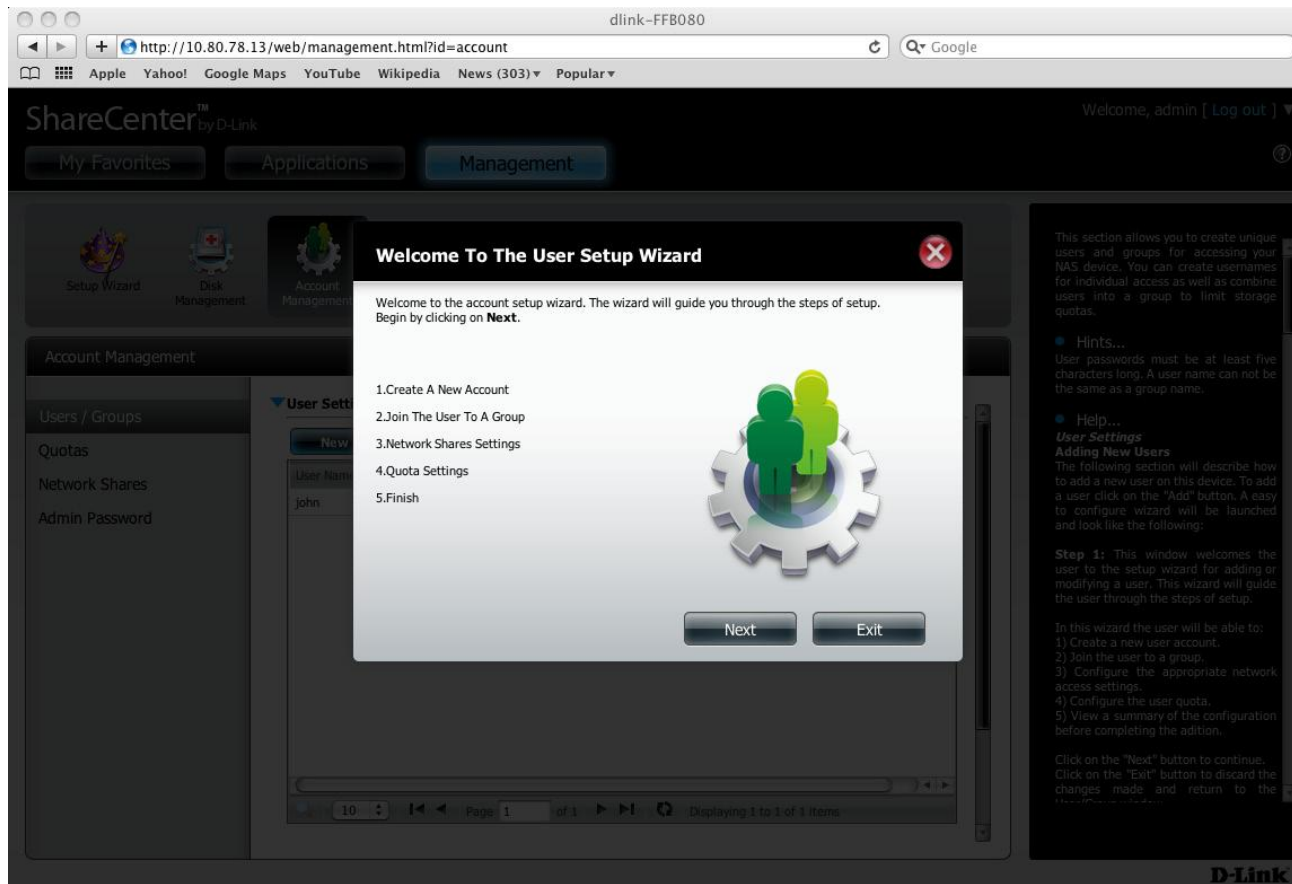 dlink-FFB080
http://10.80.78.13/web/management.html?id=account
Google
Apple Yahoo! Google Maps YouTube Wikipedia News (303) Popular
ShareCenter™ by D-Link
Welcome, admin [ Log out ]
My Favorites Applications Management
?
Setup Wizard
Disk Management
Account Management
Account Management
Users / Groups
Quotas
Network Shares
Admin Password
User Setti
New
User Name
john
Welcome To The User Setup Wizard
Welcome to the account setup wizard. The wizard will guide you through the steps of setup.
Begin by clicking on Next.
1.Create A New Account
2.Join The User To A Group
3.Network Shares Settings
4.Quota Settings
5.Finish
Next Exit
10 Page 1 of 1 Displaying 1 to 1 of 1 items
This section allows you to create unique
users and groups for accessing your
NAS device. You can create usernames
for individual access as well as combine
users into a group to limit storage
quotas.
Hints...
User passwords must be at least five
characters long. A user name can not be
the same as a group name.
Help...
User Settings
Adding New Users
The following section will describe how
to add a new user on this device. To add
a user click on the "Add" button. A easy
to configure wizard will be launched
and look like the following:
Step 1: This window welcomes the
user to the setup wizard for adding or
modifying a user. This wizard will guide
the user through the steps of setup.
In this wizard the user will be able to:
1) Create a new user account.
2) Join the user to a group.
3) Configure the appropriate network
access settings.
4) Configure the user quota.
5) View a summary of the configuration
before completing the adition.
Click on the "Next" button to continue.
Click on the "Exit" button to discard the
changes made and return to the
D-Link